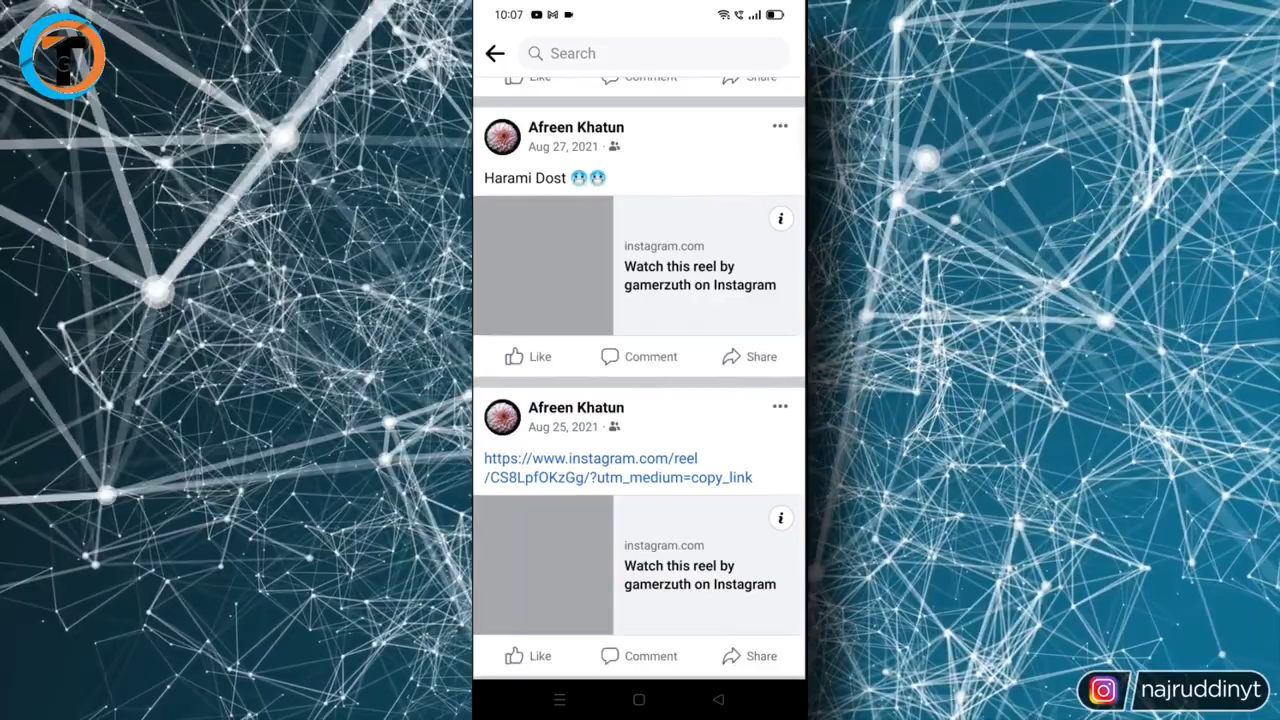 10:07
Search
Like Comment Share
Afreen Khatun
Aug 27, 2021 ·
Harami Dost 🥶🥶
instagram.com
Watch this reel by
gamerzuth on Instagram
Like Comment Share
Afreen Khatun
Aug 25, 2021 ·
https://www.instagram.com/reel
/CS8LpfOKzGg/?utm_medium=copy_link
instagram.com
Watch this reel by
gamerzuth on Instagram
Like Comment Share
najruddinyt
TG